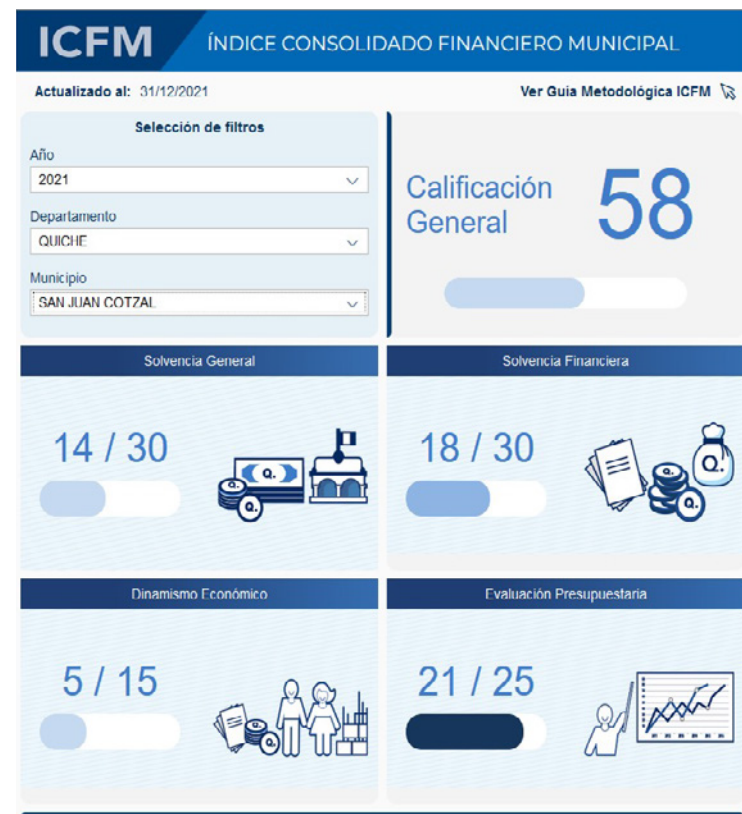 ICFM
ÍNDICE CONSOLIDADO FINANCIERO MUNICIPAL
Actualizado al: 31/12/2021
Ver Guia Metodológica ICFM
Selección de filtros
Año
2021
Departamento
QUICHE
Municipio
SAN JUAN COTZAL
Calificación
General
58
Solvencia General
Solvencia Financiera
14 / 30
Q.
Q.
Q.
18 / 30
Q.
Q.
Q.
Dinamismo Económico
Evaluación Presupuestaria
5 / 15
Q.
Q.
21 / 25